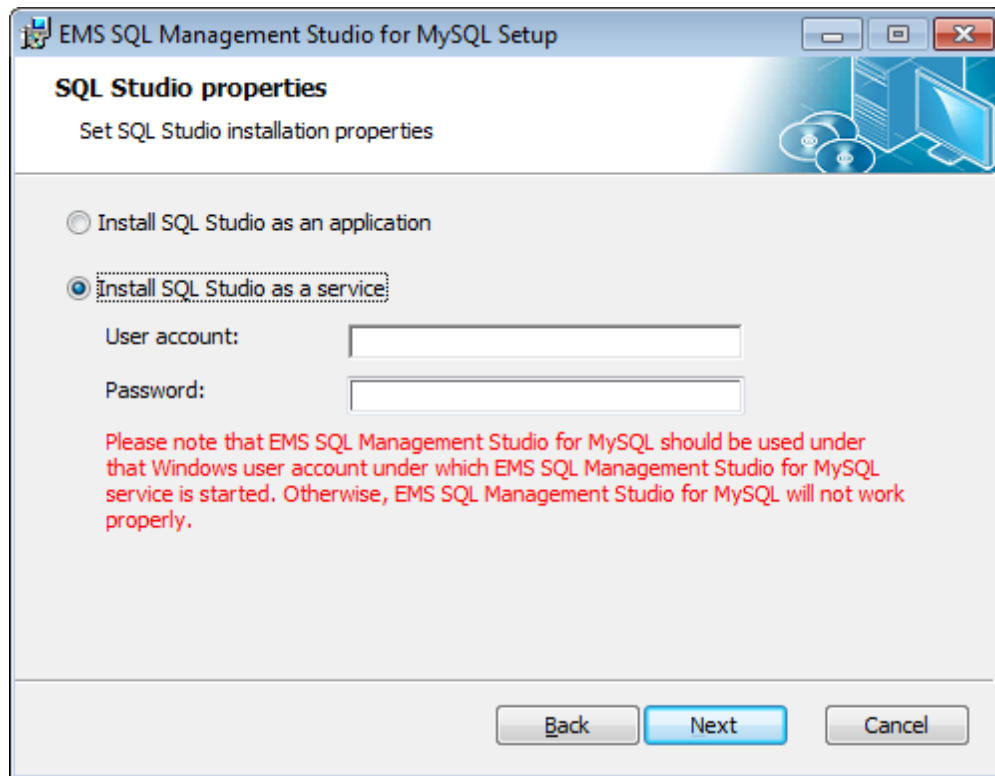 EMS SQL Management Studio for MySQL Setup
SQL Studio properties
Set SQL Studio installation properties
Install SQL Studio as an application
Install SQL Studio as a service
User account:
Password:
Please note that EMS SQL Management Studio for MySQL should be used under
that Windows user account under which EMS SQL Management Studio for MySQL
service is started. Otherwise, EMS SQL Management Studio for MySQL will not work
properly.
Back Next Cancel